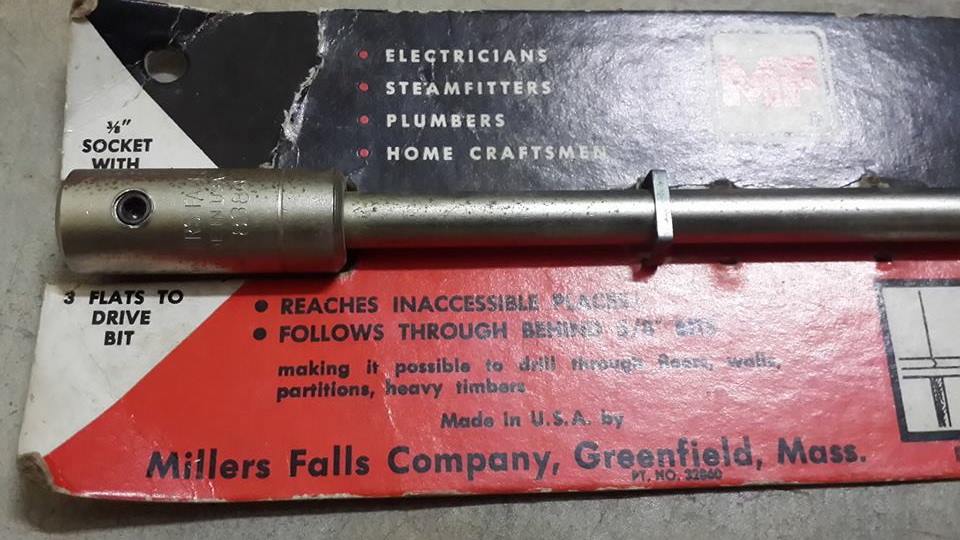 ELECTRICIANS
STEAMFITTERS
PLUMBERS
HOME CRAFTSMEN
MF
SOCKET
WITH
3 FLATS TO
DRIVE
BIT
REACHES INACCESSIBLE PLACES!
FOLLOWS THROUGH BEHIND 5/8" BITS
making it possible to drill through floors, walls,
partitions, heavy timbers
Made in U.S.A. by
Millers Falls Company, Greenfield, Mass.
PT. NO. 32860